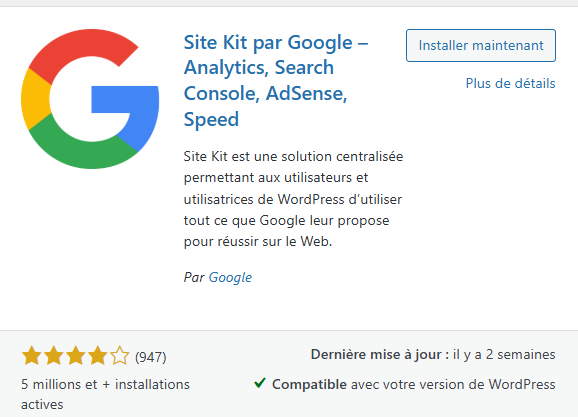 Site Kit par Google –
Analytics, Search
Console, AdSense,
Speed
Installer maintenant
Plus de détails
Site Kit est une solution centralisée
permettant aux utilisateurs et
utilisatrices de WordPress d’utiliser
tout ce que Google leur propose
pour réussir sur le Web.
Par Google
(947)
5 millions et + installations
actives
Dernière mise à jour : il y a 2 semaines
Compatible avec votre version de WordPress